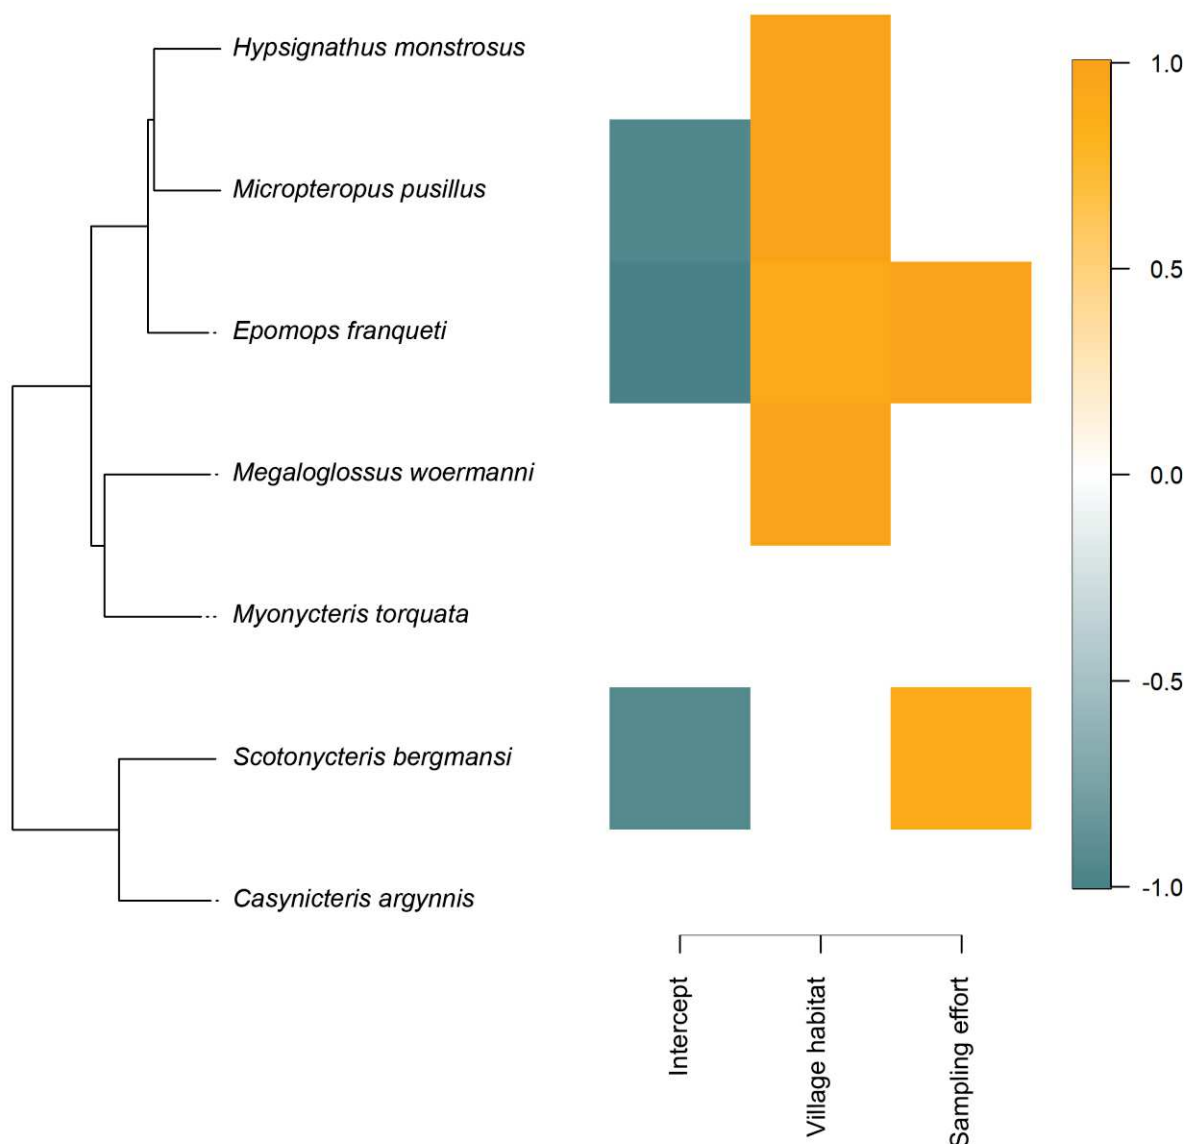 Hypsignathus monstrosus
Micropteropus pusillus
Epomops franqueti
Megaloglossus woermanni
Myonycteris torquata
Scotonycteris bergmansi
Casynicteris argynnis
1.0
0.5
0.0
-0.5
-1.0
Intercept
Village habitat
Sampling effort